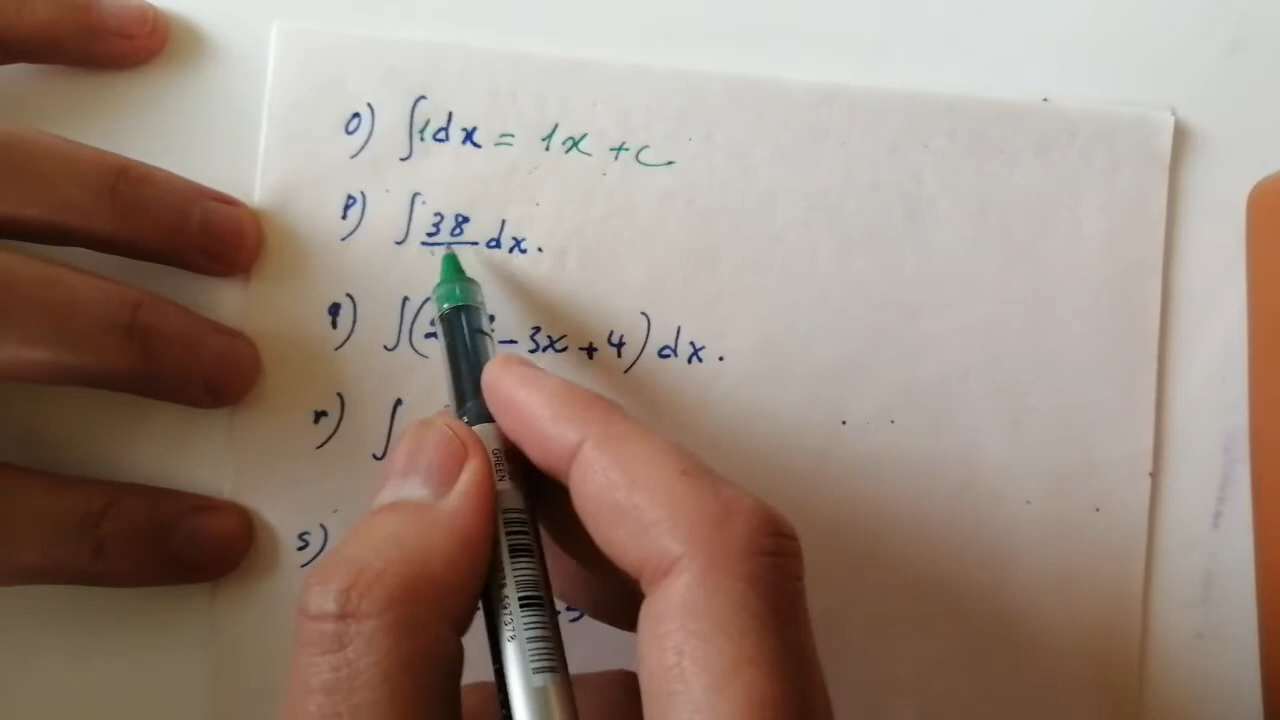 o) ∫1dx = 1x + c
p) ∫38 dx.
q) ∫( - 3x + 4) dx.
r) ∫
s)
GREEN